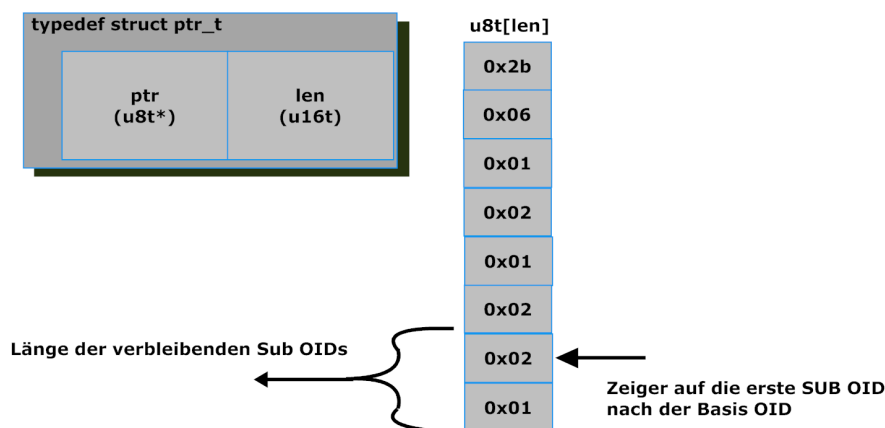 typedef struct ptr_t
ptr
(u8t*)
len
(u16t)
u8t[len]
0x2b
0x06
0x01
0x02
0x01
0x02
0x02
0x01
Länge der verbleibenden Sub OIDs
Zeiger auf die erste SUB OID
nach der Basis OID